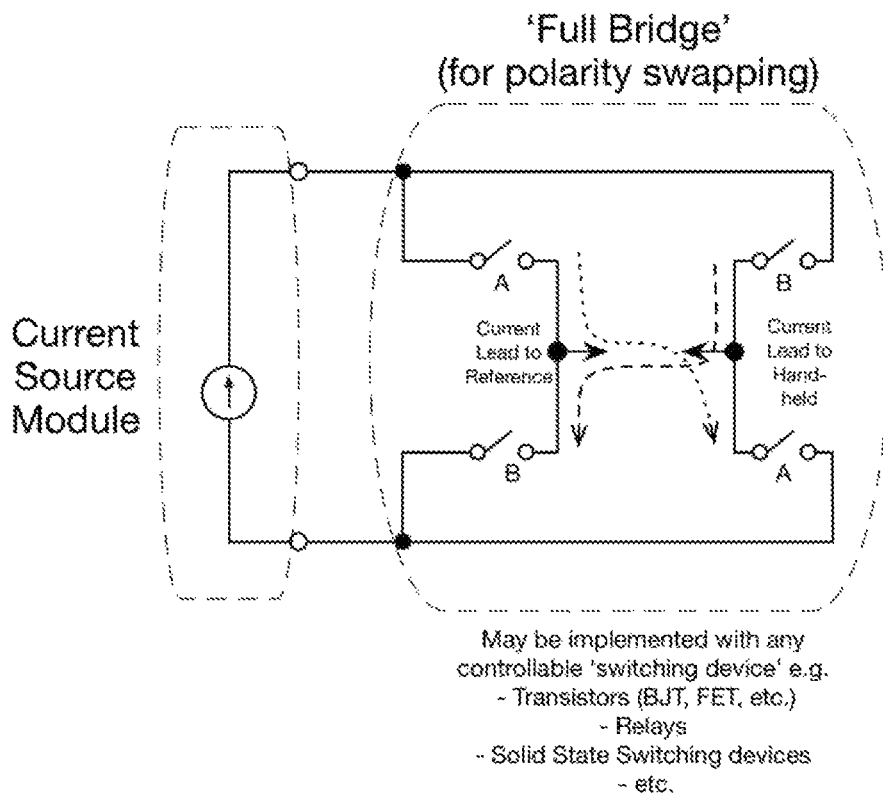 'Full Bridge'
(for polarity swapping)
A
B
Current
Lead to
Reference
Current
Lead to
Hand-
held
Current
Source
Module
B
A
May be implemented with any
controllable 'switching device' e.g.
- Transistors (BJT, FET, etc.)
- Relays
- Solid State Switching devices
- etc.